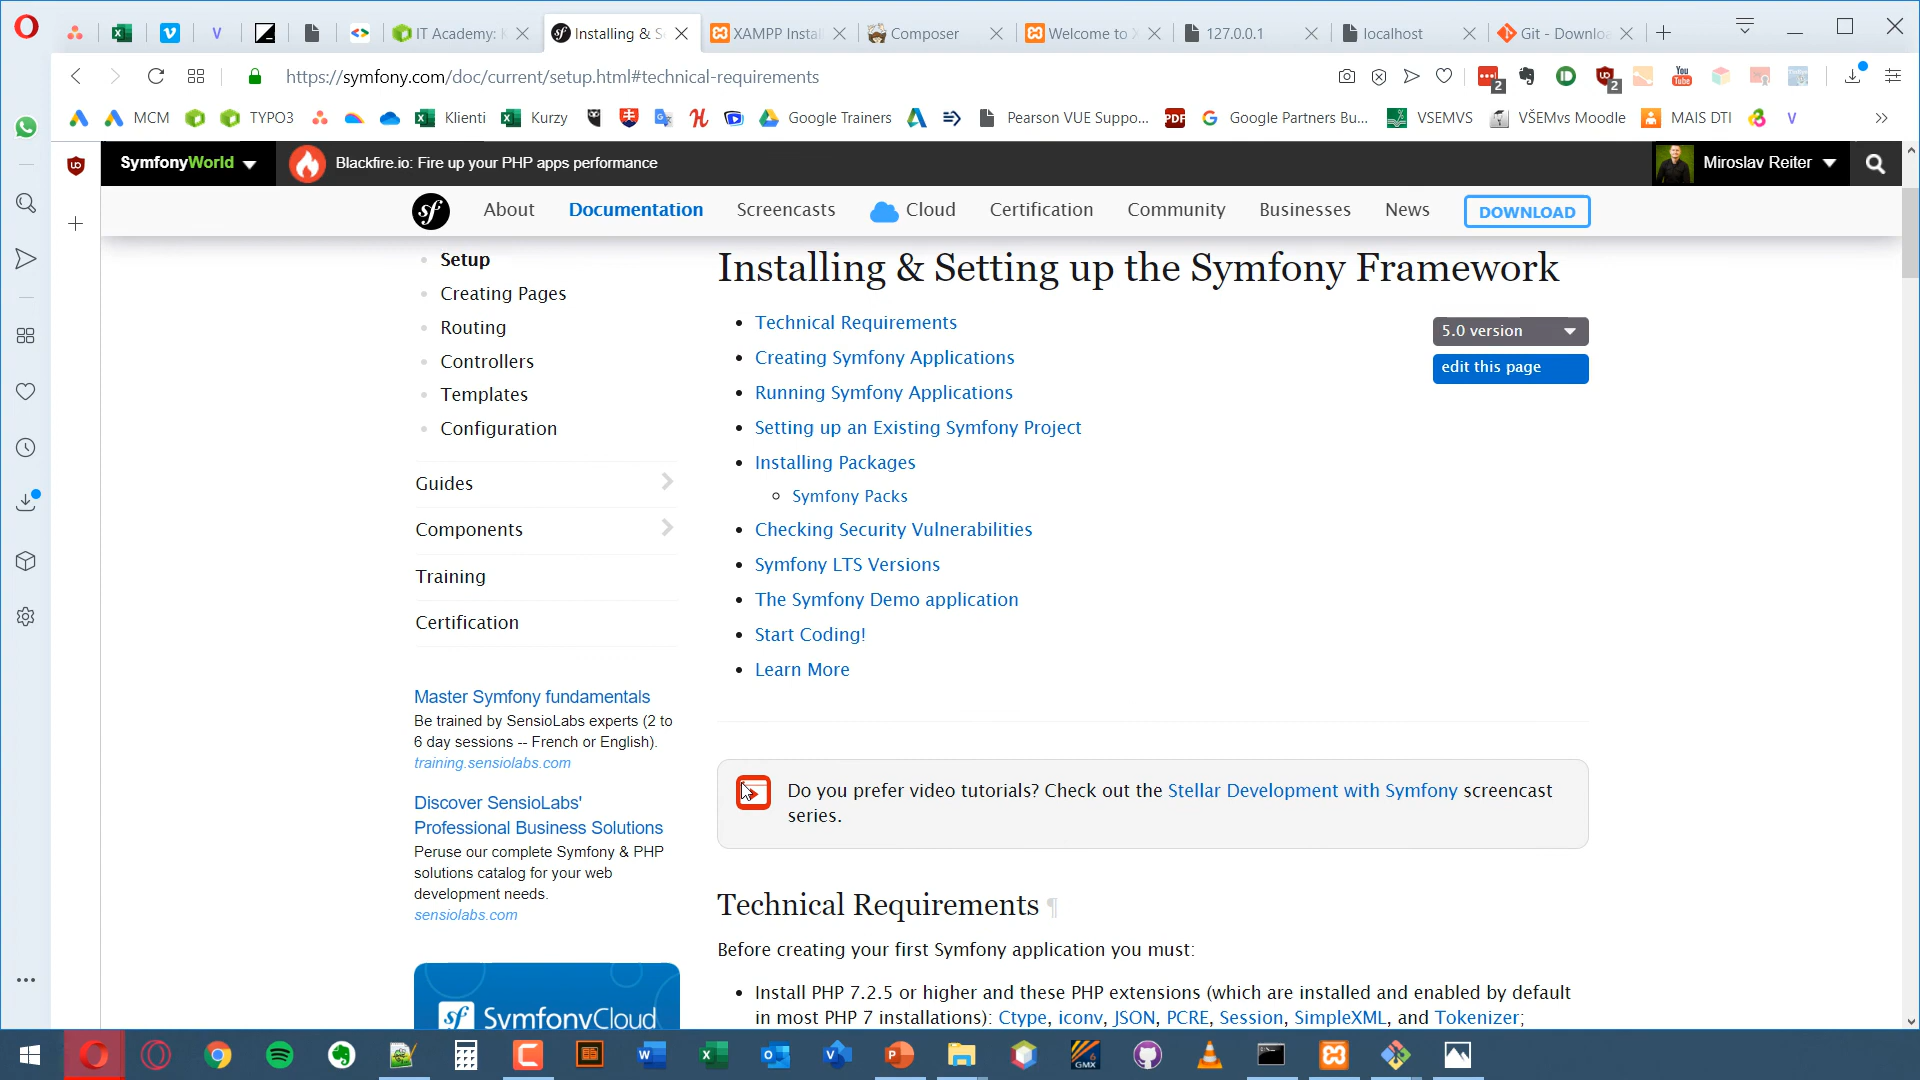 IT Academy:
Installing & S
XAMPP Instal
Composer
Welcome to
127.0.0.1
localhost
Git - Downlo
https://symfony.com/doc/current/setup.html#technical-requirements
2
You
Tube
2
MCM
TYPO3
Klienti
Kurzy
Google Trainers
Pearson VUE Suppo...
PDF
Google Partners Bu...
VSEMVS
VŠEMvs Moodle
MAIS DTI
SymfonyWorld
Blackfire.io: Fire up your PHP apps performance
Miroslav Reiter
sf
About
Documentation
Screencasts
Cloud
Certification
Community
Businesses
News
DOWNLOAD
Setup
Creating Pages
Routing
Controllers
Templates
Configuration
Guides
Components
Training
Certification
Master Symfony fundamentals
Be trained by SensioLabs experts (2 to
6 day sessions -- French or English).
training.sensiolabs.com
Discover SensioLabs'
Professional Business Solutions
Peruse our complete Symfony & PHP
solutions catalog for your web
development needs.
sensiolabs.com
sf SymfonyCloud
Installing & Setting up the Symfony Framework
5.0 version
edit this page
Technical Requirements
Creating Symfony Applications
Running Symfony Applications
Setting up an Existing Symfony Project
Installing Packages
Symfony Packs
Checking Security Vulnerabilities
Symfony LTS Versions
The Symfony Demo application
Start Coding!
Learn More
Do you prefer video tutorials? Check out the Stellar Development with Symfony screencast
series.
Technical Requirements ¶
Before creating your first Symfony application you must:
Install PHP 7.2.5 or higher and these PHP extensions (which are installed and enabled by default
in most PHP 7 installations): Ctype, iconv, JSON, PCRE, Session, SimpleXML, and Tokenizer;
GMX